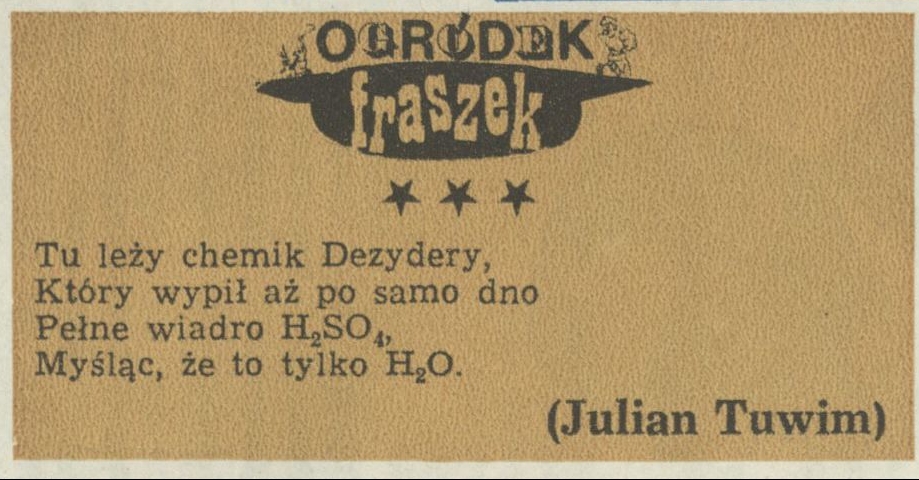 OGRÓDEK
fraszek
★ ★ ★
Tu leży chemik Dezydery,
Który wypił aż po samo dno
Pełne wiadro H₂SO₄,
Myśląc, że to tylko H₂O.
(Julian Tuwim)